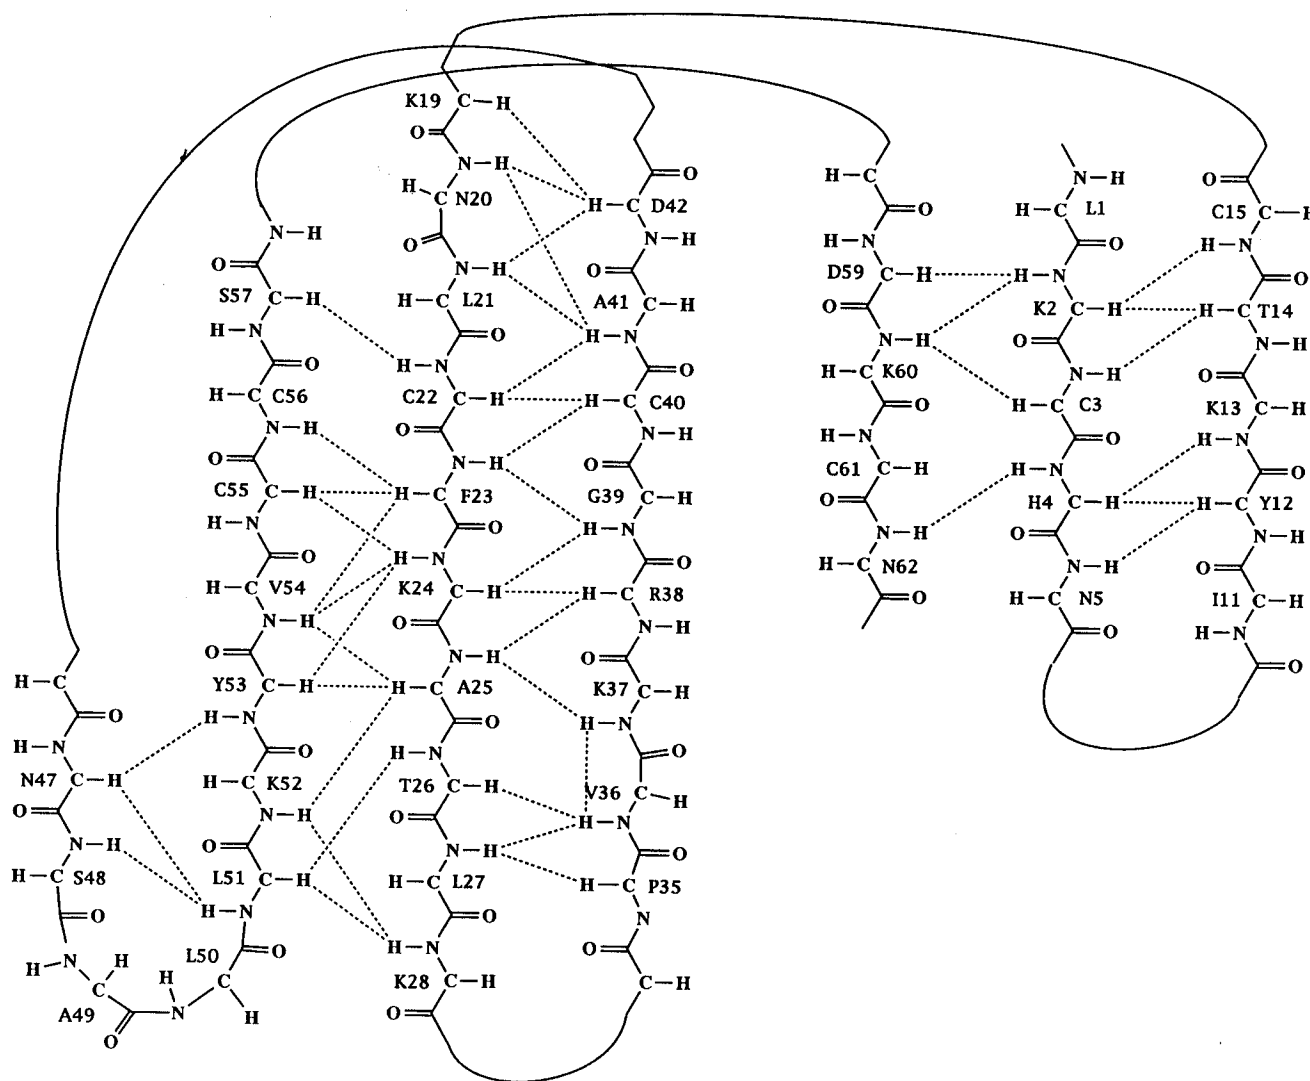 K19 C H
O N H
H C N20
O
N H
H C L21
O
H N
C22 C H
O N H
H C F23
O
H N
K24 C H
O N H
H C A25
O
H N
T26 C H
O N H
H C L27
O
H N
K28 C H
O
O
H C D42
N H
O
A41 C H
H N
O
H C C40
N H
O
G39 C H
H N
O
H C R38
N H
O
K37 C H
H N
O
V36 C H
H N
O
H C P35
N
O
C H
N H
O
S57 C H
H N
O
H C C56
N H
O
C55 C H
H N
O
H C V54
N H
O
Y53 C H
H N
O
H C K52
N H
O
L51 C H
H N
O
L50 C
H
H
N
H C
O
H N
N47 C H
O
N H
H C S48
O
H N
H
C
A49
O
H C
O
H N
D59 C H
O
N H
H C K60
O
H N
C61 C H
O
N H
H C N62
O
N H
H C L1
O
H N
K2 C H
O
N H
H C C3
O
H N
H4 C H
O
N H
H C N5
O
O
C15 C H
H N
O
H C T14
N H
O
K13 C H
H N
O
H C Y12
N H
O
I11 C H
H N
O